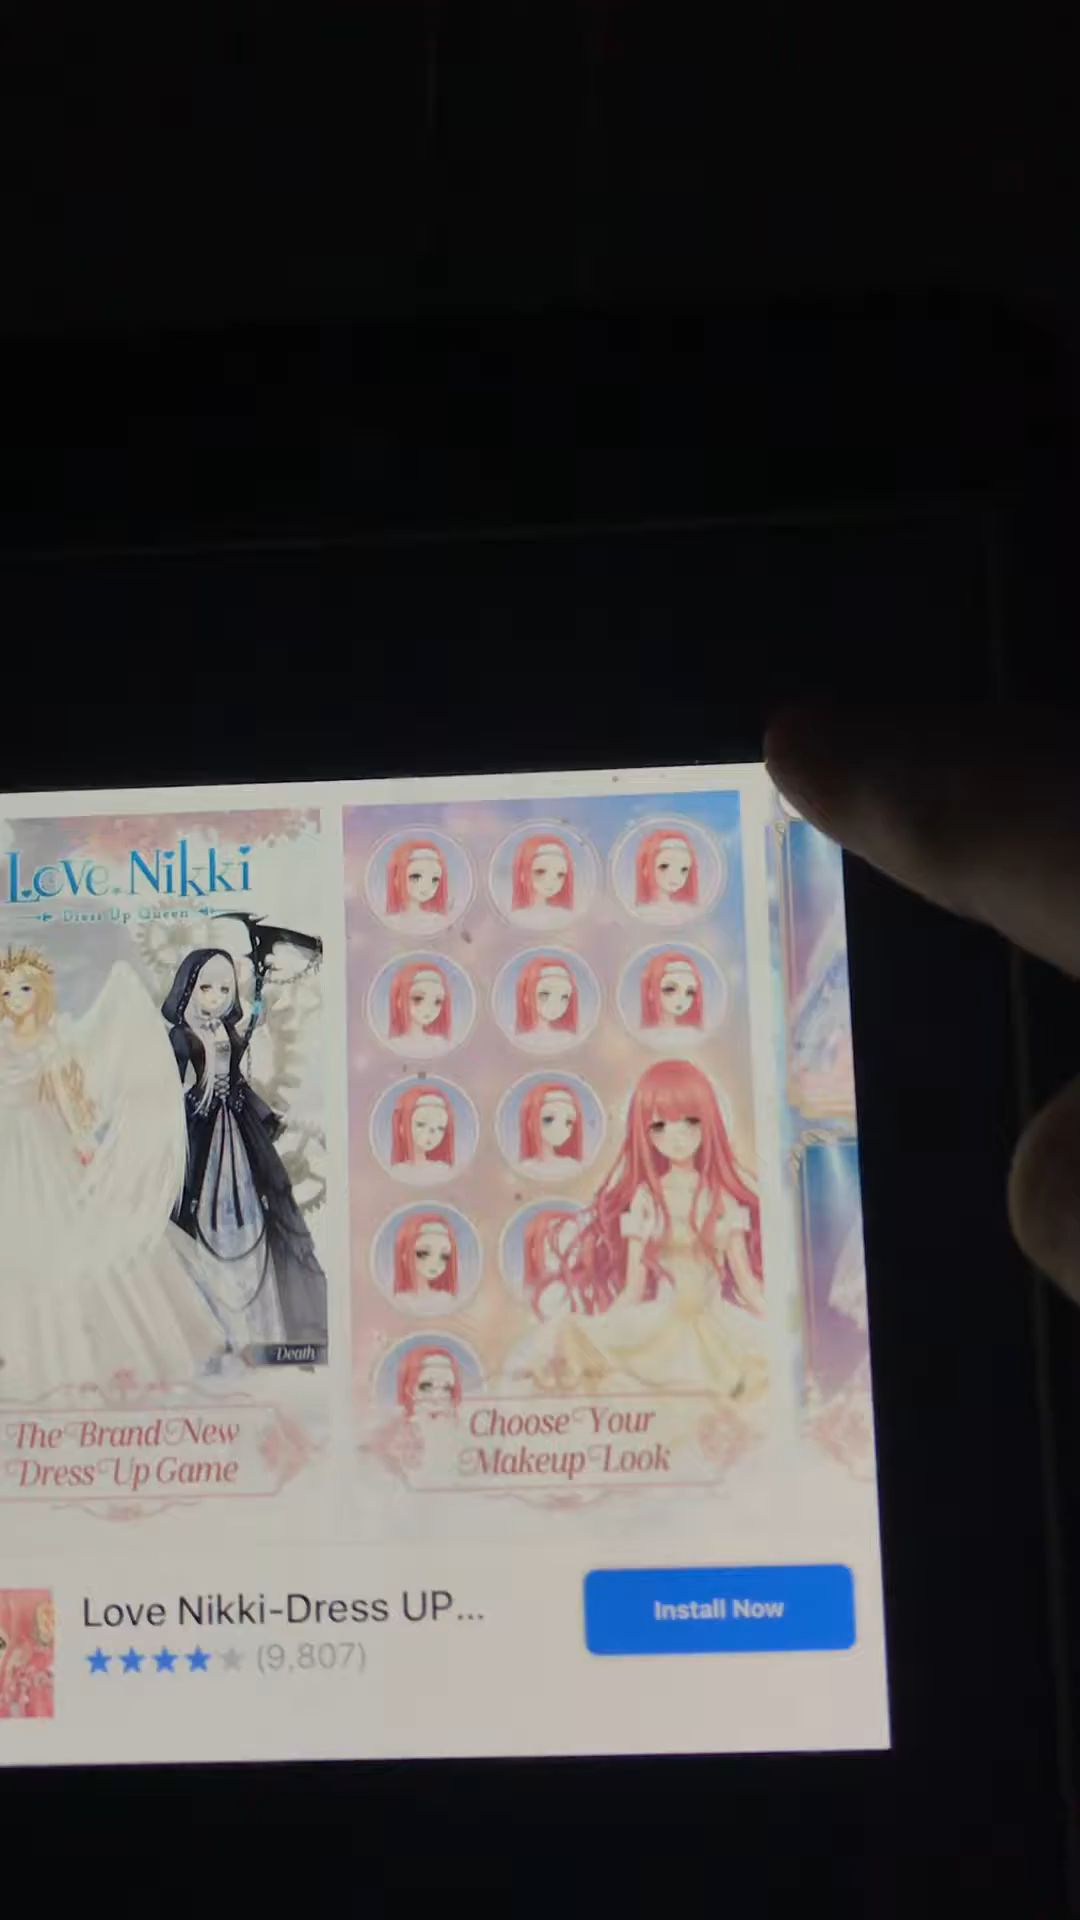 Love Nikki
Dress Up Queen
Death
The Brand New
Dress Up Game
Choose Your
Makeup Look
Love Nikki-Dress UP...
(9,807)
Install Now